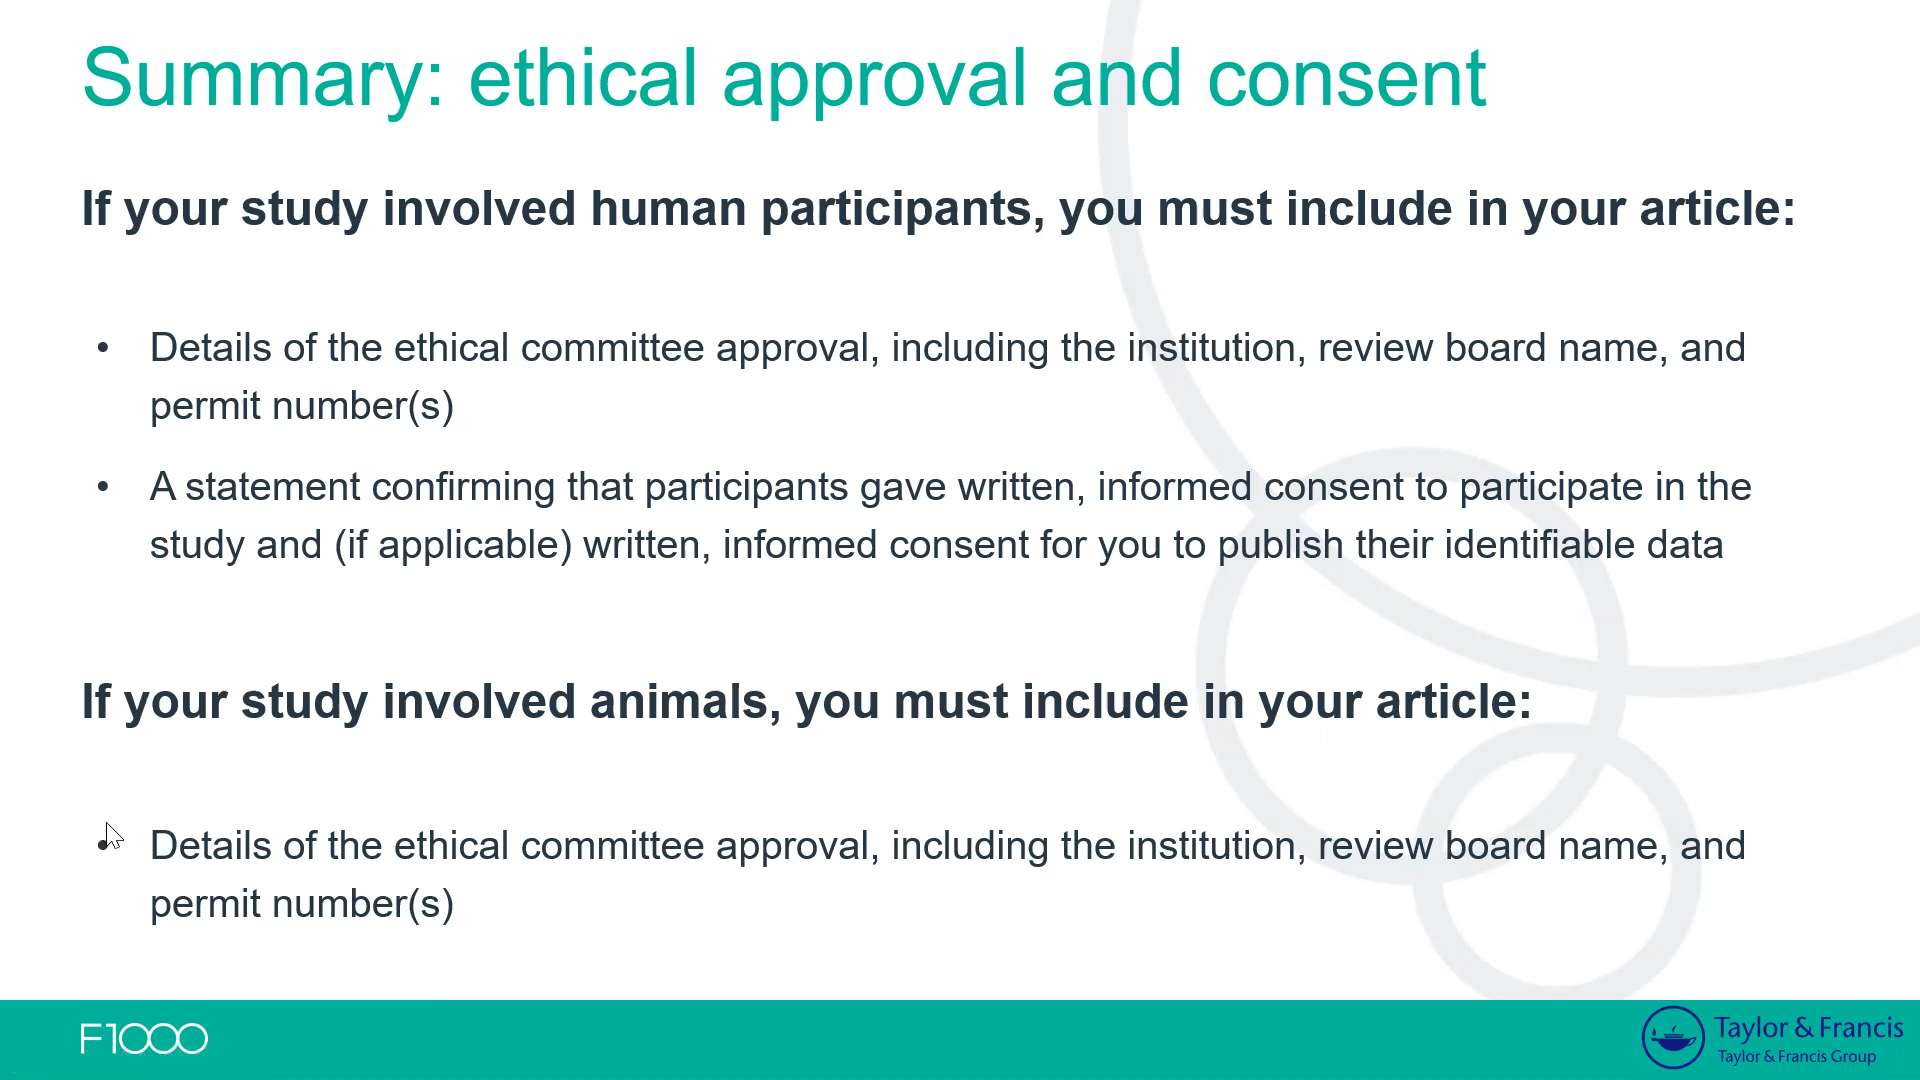 Summary: ethical approval and consent
If your study involved human participants, you must include in your article:
• Details of the ethical committee approval, including the institution, review board name, and
permit number(s)
• A statement confirming that participants gave written, informed consent to participate in the
study and (if applicable) written, informed consent for you to publish their identifiable data
If your study involved animals, you must include in your article:
• Details of the ethical committee approval, including the institution, review board name, and
permit number(s)
F1000
Taylor & Francis
Taylor & Francis Group